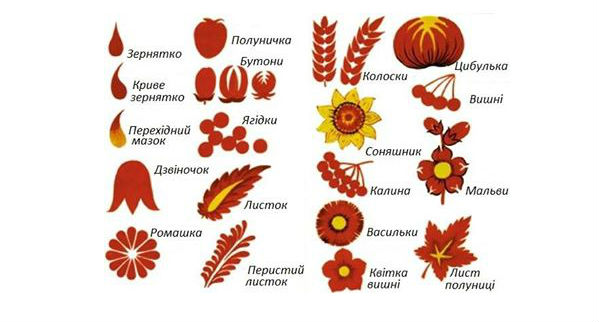 Зернятко
Полуничка
Бутони
Криве
зернятко
Ягідки
Перехідний
мазок
Дзвіночок
Листок
Ромашка
Перистий
листок
Колоски
Цибулька
Вишні
Соняшник
Калина
Мальви
Васильки
Квітка
вишні
Лист
полуниці